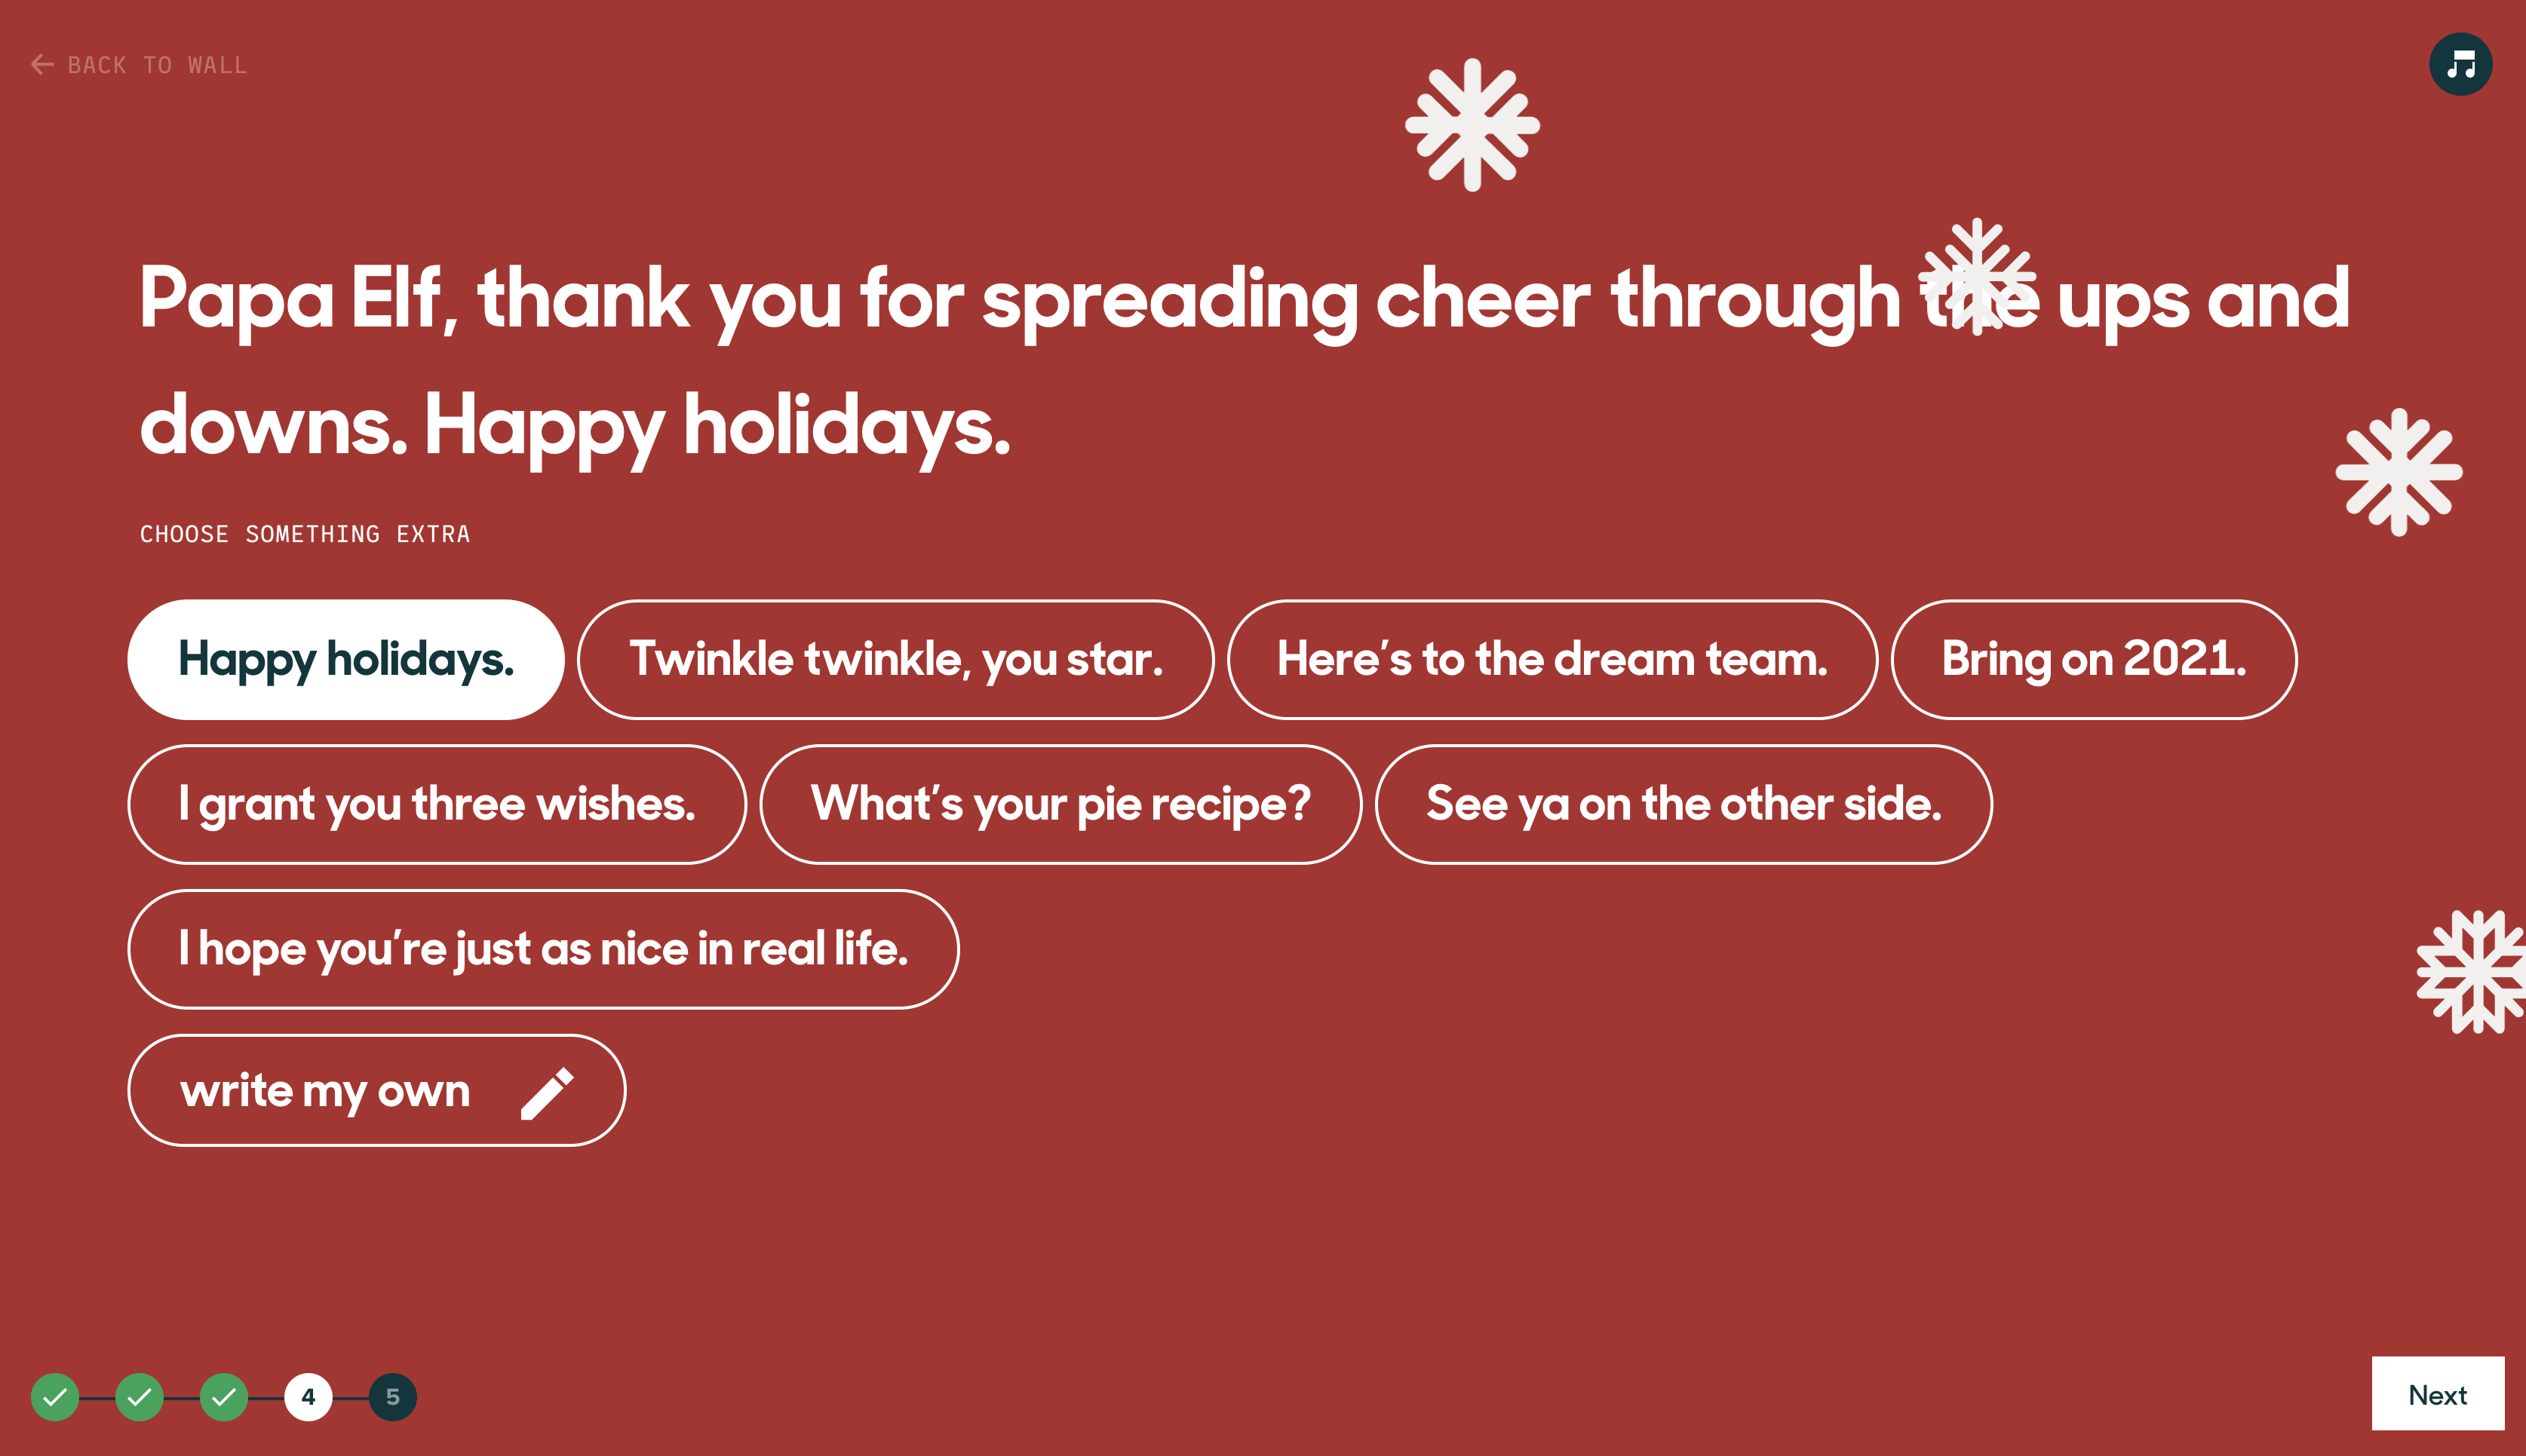 BACK TO WALL
Papa Elf, thank you for spreading cheer through the ups and
downs. Happy holidays.
CHOOSE SOMETHING EXTRA
Happy holidays.
Twinkle twinkle, you star.
Here’s to the dream team.
Bring on 2021.
I grant you three wishes.
What’s your pie recipe?
See ya on the other side.
I hope you’re just as nice in real life.
write my own
4
5
Next